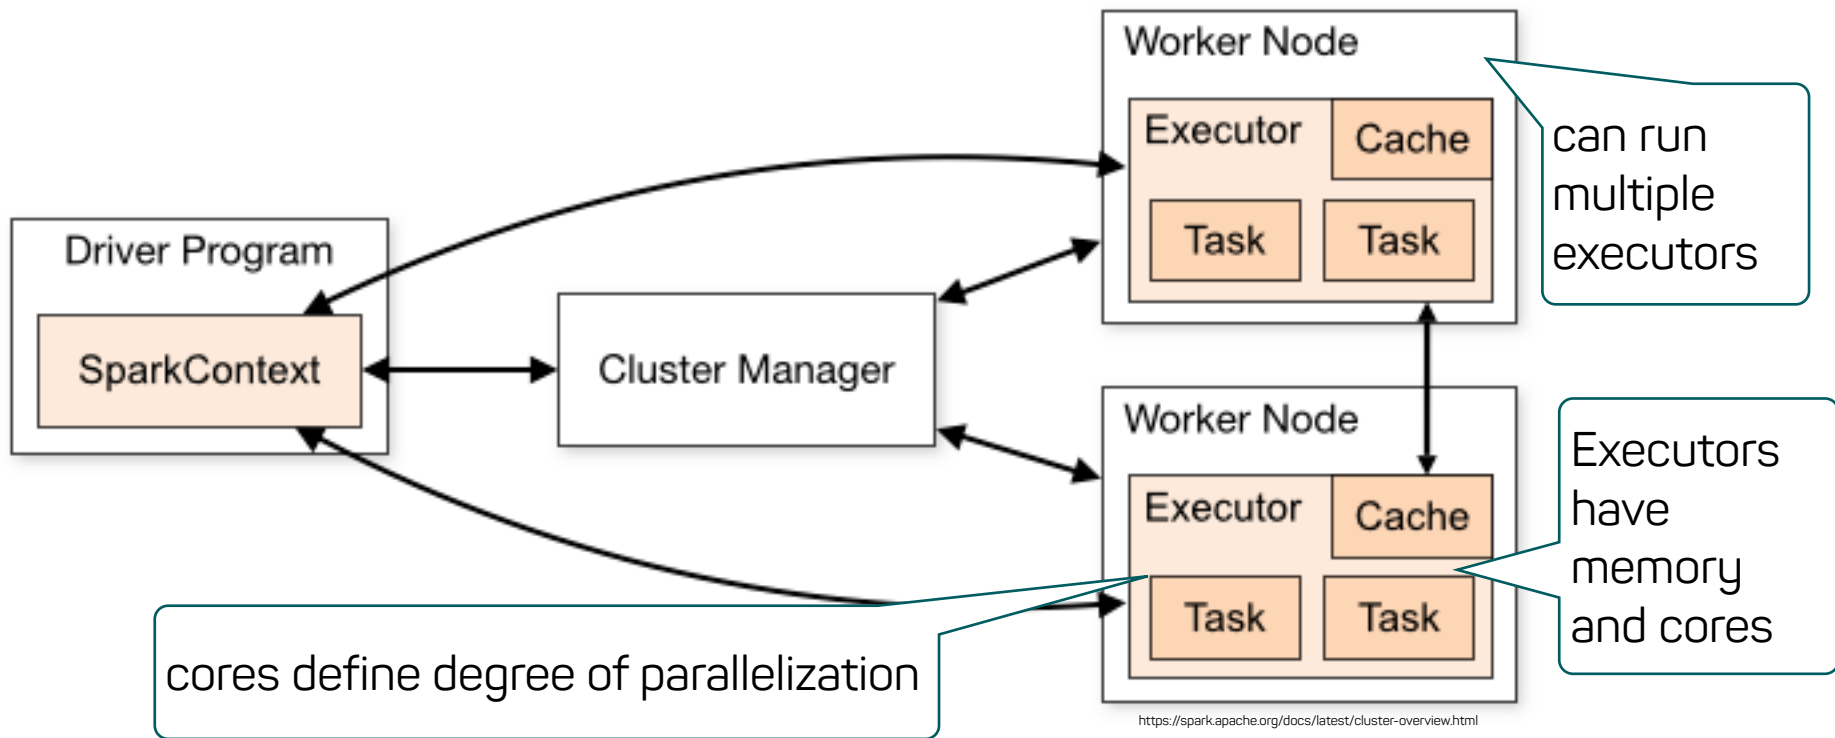 Worker Node
Executor
Cache
Task
Task
can run
multiple
executors
Driver Program
SparkContext
Cluster Manager
Worker Node
Executor
Cache
Task
Task
Executors
have
memory
and cores
cores define degree of parallelization
https://spark.apache.org/docs/latest/cluster-overview.html